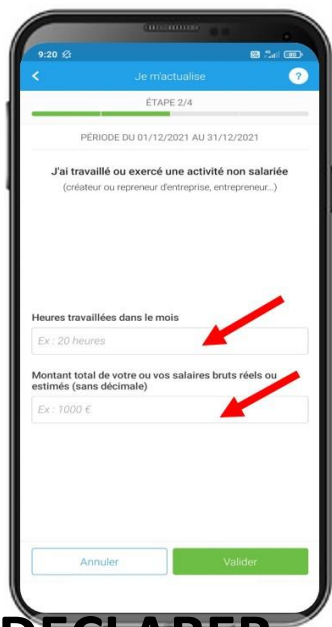 9:20
Je m'actualise
?
ÉTAPE 2/4
PÉRIODE DU 01/12/2021 AU 31/12/2021
J'ai travaillé ou exercé une activité non salariée
(créateur ou repreneur d'entreprise, entrepreneur...)
Heures travaillées dans le mois
Ex : 20 heures
Montant total de votre ou vos salaires bruts réels ou
estimés (sans décimale)
Ex : 1000 €
Annuler
Valider
DECLARER